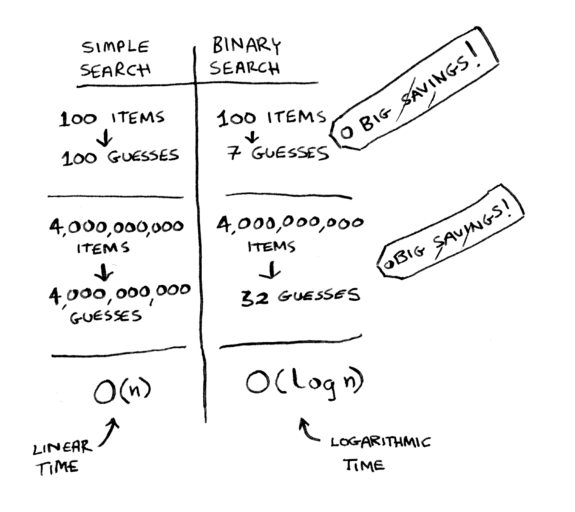 SIMPLE
SEARCH
BINARY
SEARCH
100 ITEMS
100 GUESSES
100 ITEMS
7 GUESSES
BIG SAVINGS!
4,000,000,000
ITEMS
4,000,000,000
GUESSES
4,000,000,000
ITEMS
32 GUESSES
BIG SAVINGS!
O(n)
O(log n)
LINEAR
TIME
LOGARITHMIC
TIME